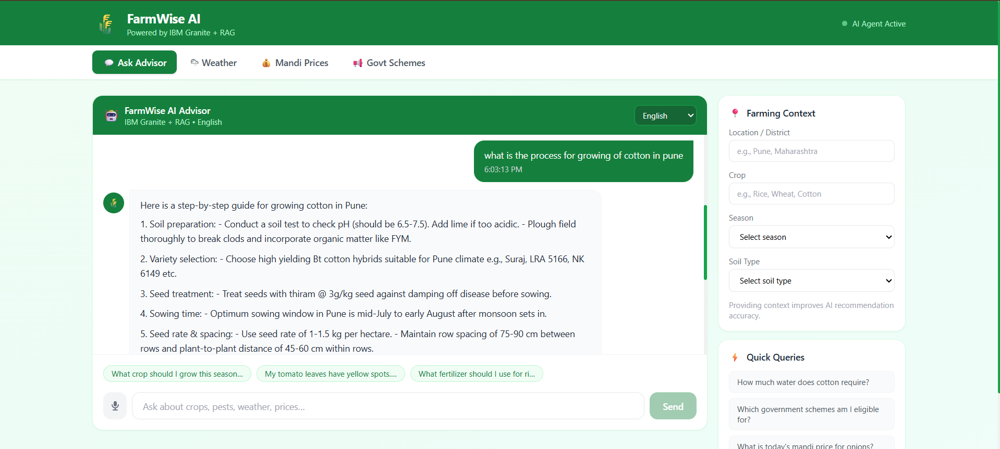 FarmWise AI
Powered by IBM Granite + RAG
AI Agent Active
Ask Advisor
Weather
Mandi Prices
Govt Schemes
FarmWise AI Advisor
IBM Granite + RAG • English
English
what is the process for growing of cotton in pune
6:03:13 PM
Here is a step-by-step guide for growing cotton in Pune:
1. Soil preparation: - Conduct a soil test to check pH (should be 6.5-7.5). Add lime if too acidic. - Plough field
thoroughly to break clods and incorporate organic matter like FYM.
2. Variety selection: - Choose high yielding Bt cotton hybrids suitable for Pune climate e.g., Suraj, LRA 5166, NK
6149 etc.
3. Seed treatment: - Treat seeds with thiram @ 3g/kg seed against damping off disease before sowing.
4. Sowing time: - Optimum sowing window in Pune is mid-July to early August after monsoon sets in.
5. Seed rate & spacing: - Use seed rate of 1-1.5 kg per hectare. - Maintain row spacing of 75-90 cm between
rows and plant-to-plant distance of 45-60 cm within rows.
What crop should I grow this season...
My tomato leaves have yellow spots....
What fertilizer should I use for ri...
Ask about crops, pests, weather, prices...
Send
Farming Context
Location / District
e.g., Pune, Maharashtra
Crop
e.g., Rice, Wheat, Cotton
Season
Select season
Soil Type
Select soil type
Providing context improves AI recommendation
accuracy.
Quick Queries
How much water does cotton require?
Which government schemes am I eligible
for?
What is today's mandi price for onions?